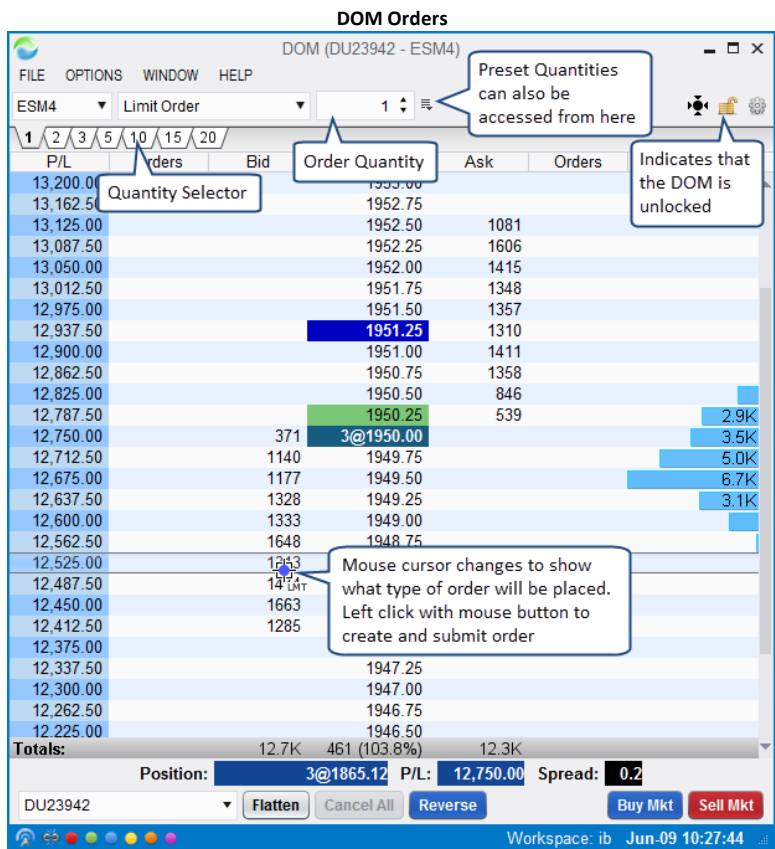 DOM Orders
DOM (DU23942 - ESM4)
FILE OPTIONS WINDOW HELP
Preset Quantities
can also be
accessed from here
ESM4 Limit Order 1
1 2 3 5 10 15 20
P/L Orders Bid Ask Orders
Order Quantity
Quantity Selector
Indicates that
the DOM is
unlocked
13,200.00
13,162.50 1952.75
13,125.00 1952.50 1081
13,087.50 1952.25 1606
13,050.00 1952.00 1415
13,012.50 1951.75 1348
12,975.00 1951.50 1357
12,937.50 1951.25 1310
12,900.00 1951.00 1411
12,862.50 1950.75 1358
12,825.00 1950.50 846
12,787.50 1950.25 539 2.9K
12,750.00 371 3@1950.00 3.5K
12,712.50 1140 1949.75 5.0K
12,675.00 1177 1949.50 6.7K
12,637.50 1328 1949.25 3.1K
12,600.00 1333 1949.00
12,562.50 1648 1948.75
12,525.00
12,487.50 LMT
12,450.00 1663
12,412.50 1285
Mouse cursor changes to show
what type of order will be placed.
Left click with mouse button to
create and submit order
12,375.00
12,337.50 1947.25
12,300.00 1947.00
12,262.50 1946.75
12,225.00 1946.50
Totals: 12.7K 461 (103.8%) 12.3K
Position: 3@1865.12 P/L: 12,750.00 Spread: 0.2
DU23942 Flatten Cancel All Reverse Buy Mkt Sell Mkt
Workspace: ib Jun-09 10:27:44